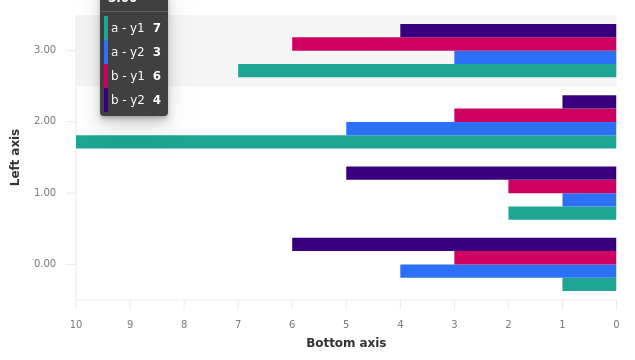 a - y1 7
a - y2 3
b - y1 6
b - y2 4
3.00
2.00
1.00
0.00
Left axis
10 9 8 7 6 5 4 3 2 1 0
Bottom axis